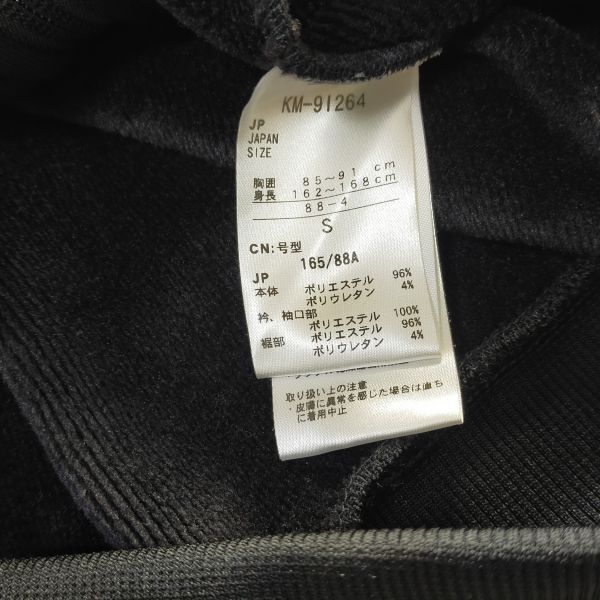 KM-91264
JP
JAPAN
SIZE
胸囲 85～91 cm
身長 162～168cm
88-4
S
CN:号型
JP 165/88A
本体 ポリエステル 96%
ポリウレタン 4%
衿、袖口部
ポリエステル 100%
裾部 ポリエステル 96%
ポリウレタン 4%
取り扱い上の注意
・皮膚に異常を感じた場合は直ち
に着用中止